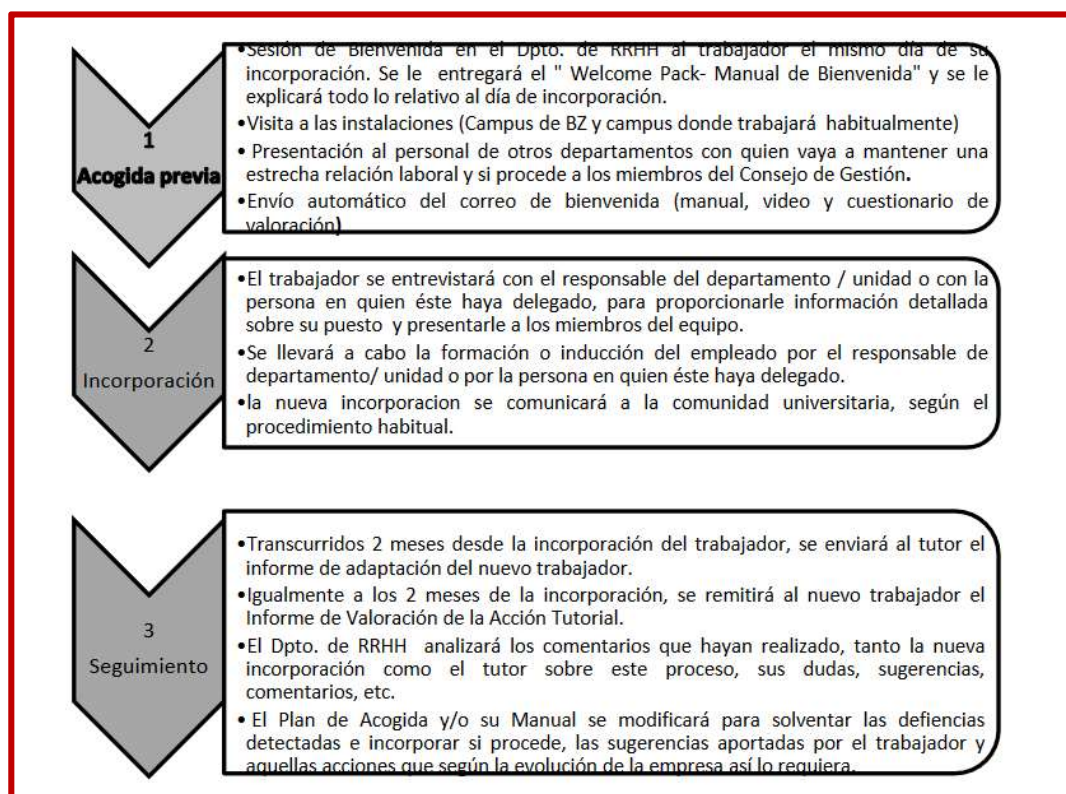 1
Acogida previa
•Sesión de Bienvenida en el Dpto. de RRHH al trabajador el mismo día de su
incorporación. Se le entregará el " Welcome Pack- Manual de Bienvenida" y se le
explicará todo lo relativo al día de incorporación.
•Visita a las instalaciones (Campus de BZ y campus donde trabajará habitualmente)
• Presentación al personal de otros departamentos con quien vaya a mantener una
estrecha relación laboral y si procede a los miembros del Consejo de Gestión.
•Envío automático del correo de bienvenida (manual, video y cuestionario de
valoración)
2
Incorporación
•El trabajador se entrevistará con el responsable del departamento / unidad o con la
persona en quien éste haya delegado, para proporcionarle información detallada
sobre su puesto y presentarle a los miembros del equipo.
•Se llevará a cabo la formación o inducción del empleado por el responsable de
departamento/ unidad o por la persona en quien éste haya delegado.
•la nueva incorporacion se comunicará a la comunidad universitaria, según el
procedimiento habitual.
3
Seguimiento
•Transcurridos 2 meses desde la incorporación del trabajador, se enviará al tutor el
informe de adaptación del nuevo trabajador.
•Igualmente a los 2 meses de la incorporación, se remitirá al nuevo trabajador el
Informe de Valoración de la Acción Tutorial.
•El Dpto. de RRHH analizará los comentarios que hayan realizado, tanto la nueva
incorporación como el tutor sobre este proceso, sus dudas, sugerencias,
comentarios, etc.
• El Plan de Acogida y/o su Manual se modificará para solventar las defiencias
detectadas e incorporar si procede, las sugerencias aportadas por el trabajador y
aquellas acciones que según la evolución de la empresa así lo requiera.